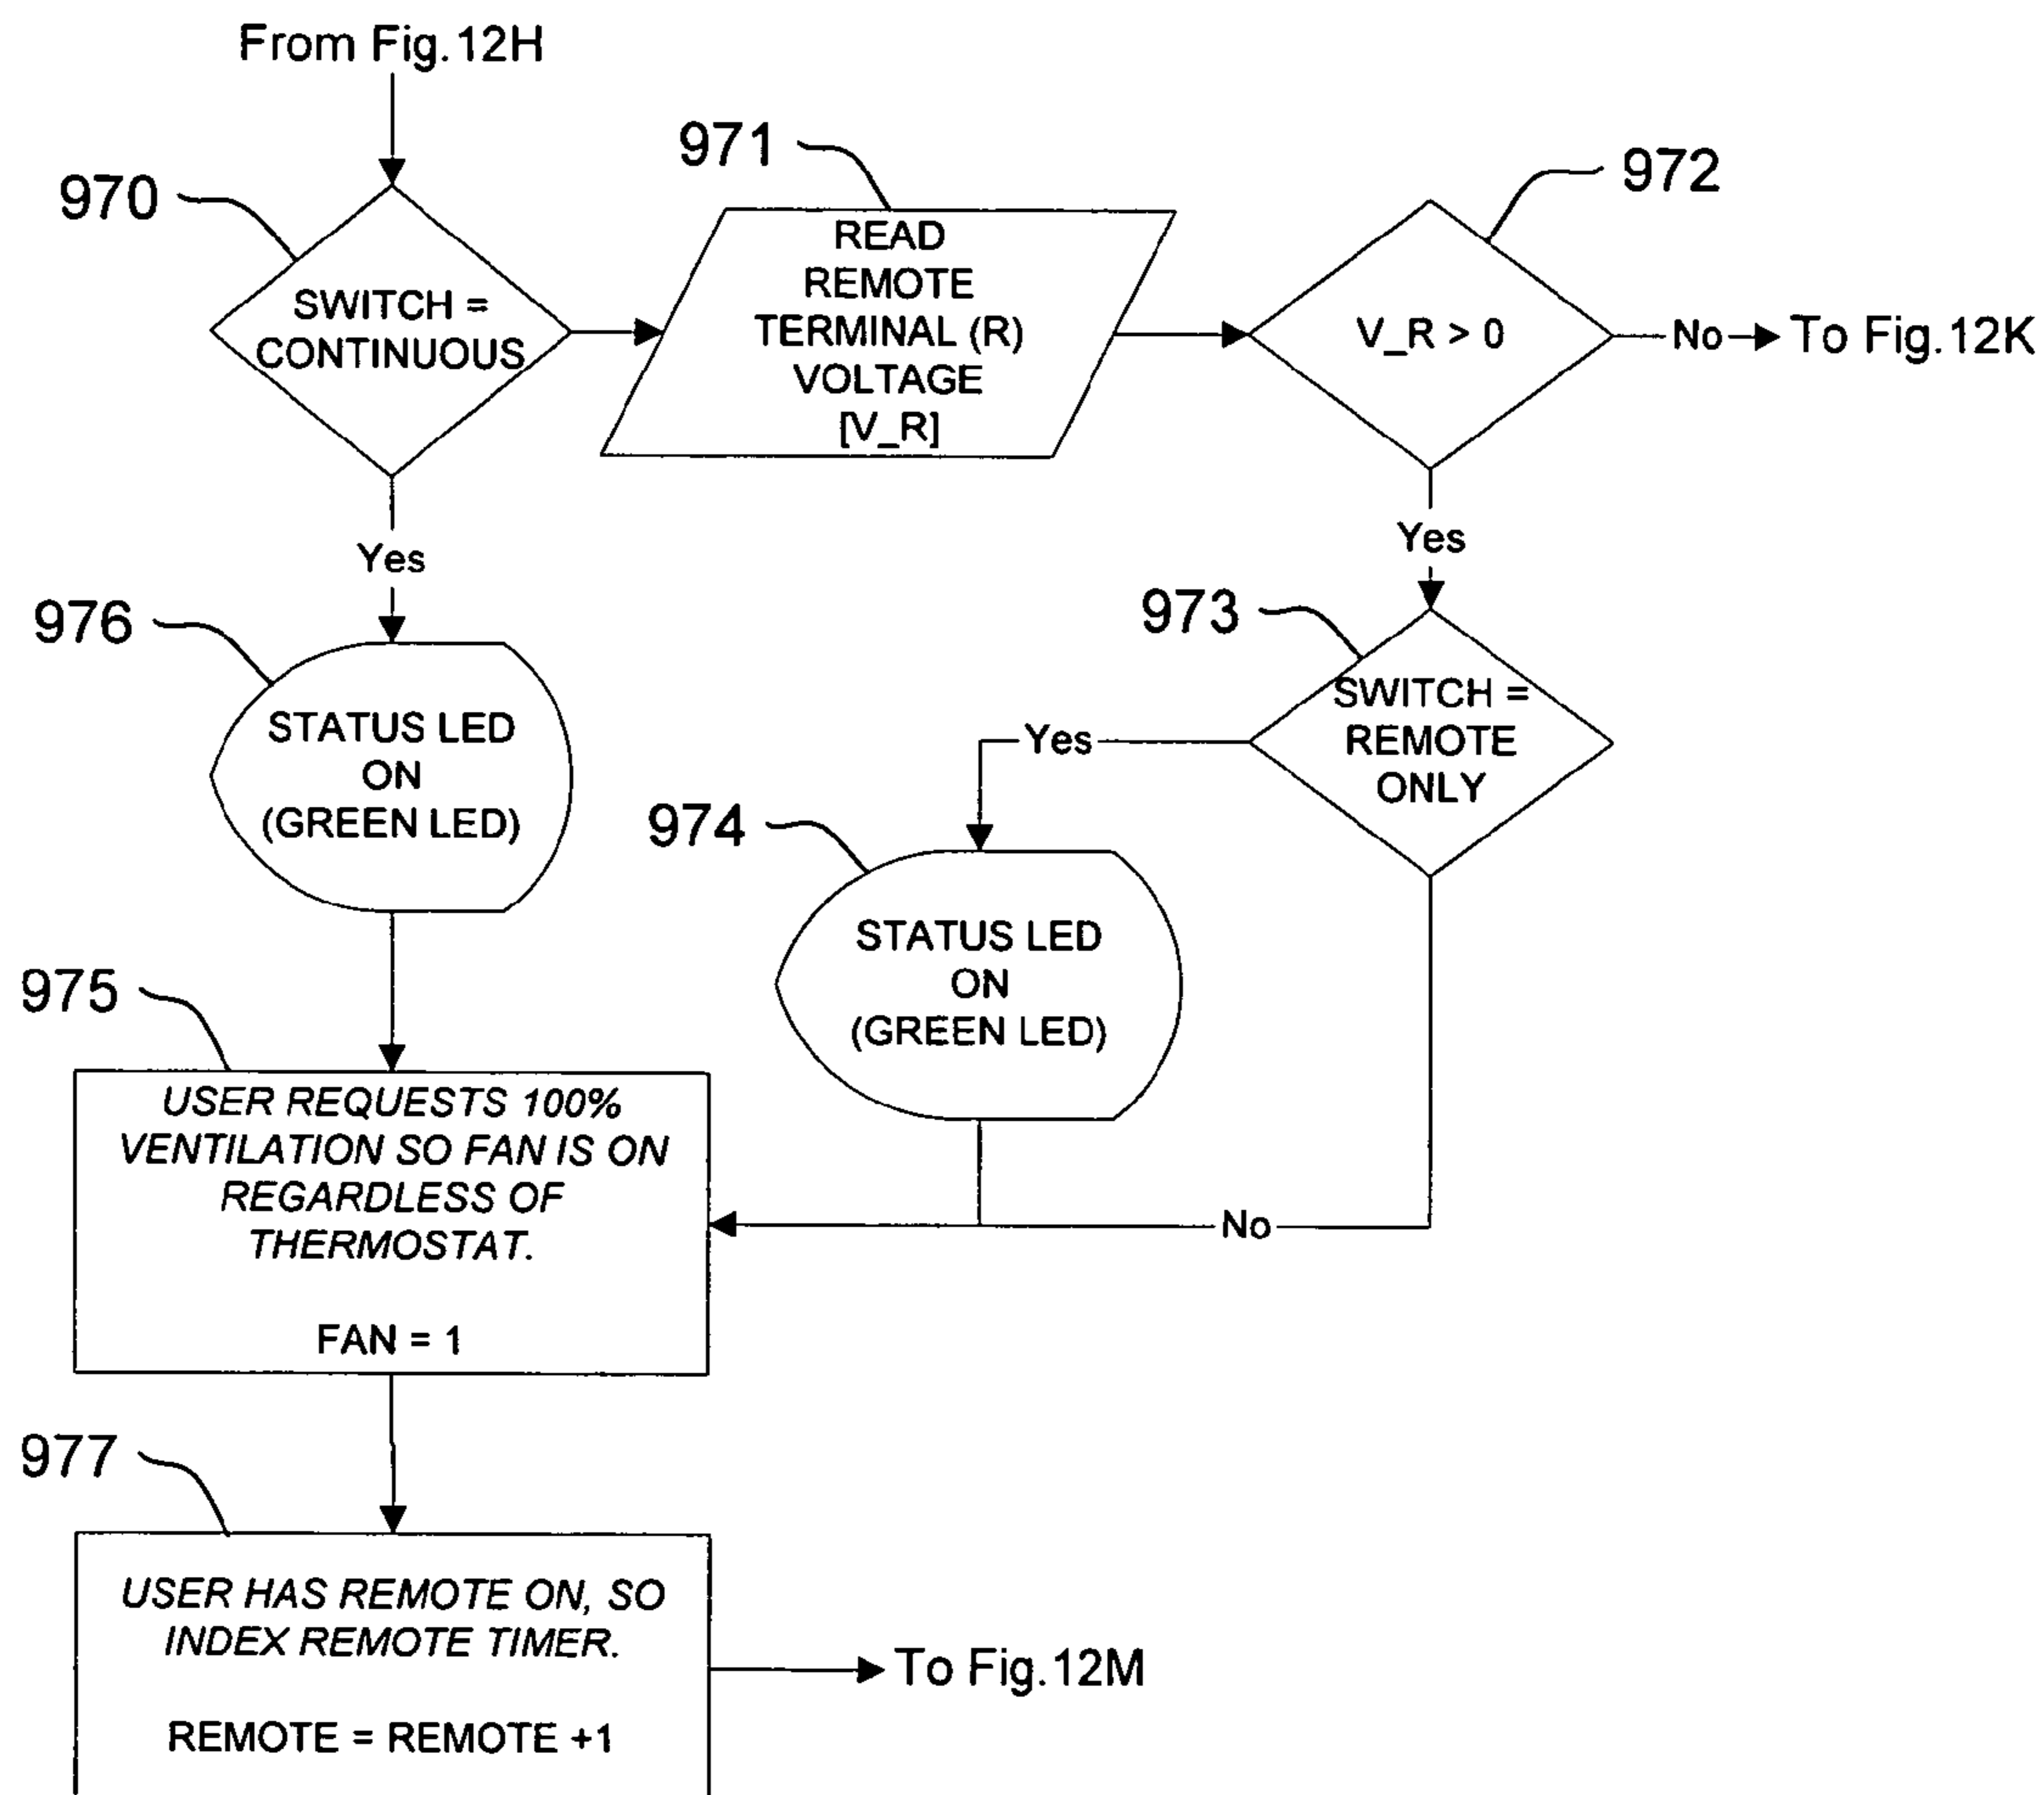 From Fig.12H
970
SWITCH =
CONTINUOUS
971
READ
REMOTE
TERMINAL (R)
VOLTAGE
[V_R]
972
V_R > 0
No
To Fig.12K
Yes
Yes
973
SWITCH =
REMOTE
ONLY
Yes
976
STATUS LED
ON
(GREEN LED)
974
STATUS LED
ON
(GREEN LED)
No
975
USER REQUESTS 100%
VENTILATION SO FAN IS ON
REGARDLESS OF
THERMOSTAT.
FAN = 1
977
USER HAS REMOTE ON, SO
INDEX REMOTE TIMER.
REMOTE = REMOTE +1
To Fig.12M